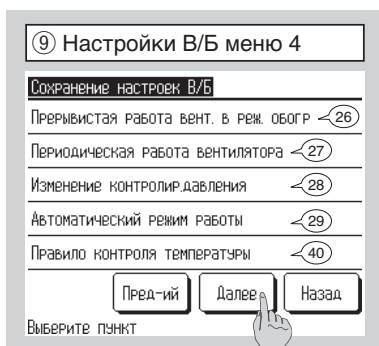 ⑨ Настройки В/Б меню 4
Сохранение настроек В/Б
Прерывистая работа вент. в реж. обогр 26
Периодическая работа вентилятора 27
Изменение контролир.давления 28
Автоматический режим работы 29
Правило контроля температуры 40
Пред-ий Далее Назад
Выберите пункт